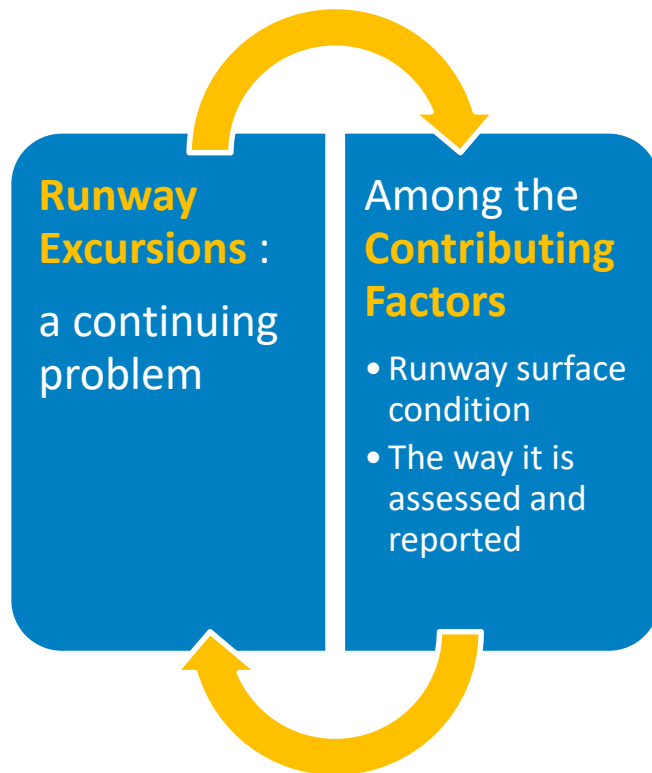 Runway
Excursions :
a continuing
problem
Among the
Contributing
Factors
• Runway surface
condition
• The way it is
assessed and
reported